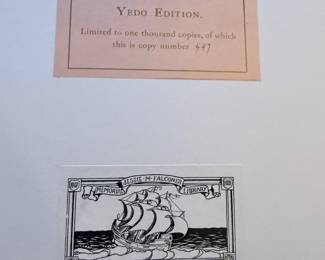 YEDO EDITION.
Limited to one thousand copies, of which
this is copy number 447
JESSIE · M · FALCONER
MEMORIAL LIBRARY